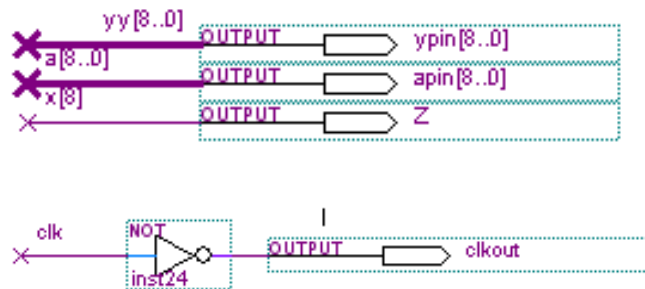 yy[8..0] OUTPUT ypin[8..0]
a[8..0] OUTPUT apin[8..0]
x[8] OUTPUT Z
clk NOT OUTPUT clkout
inst24